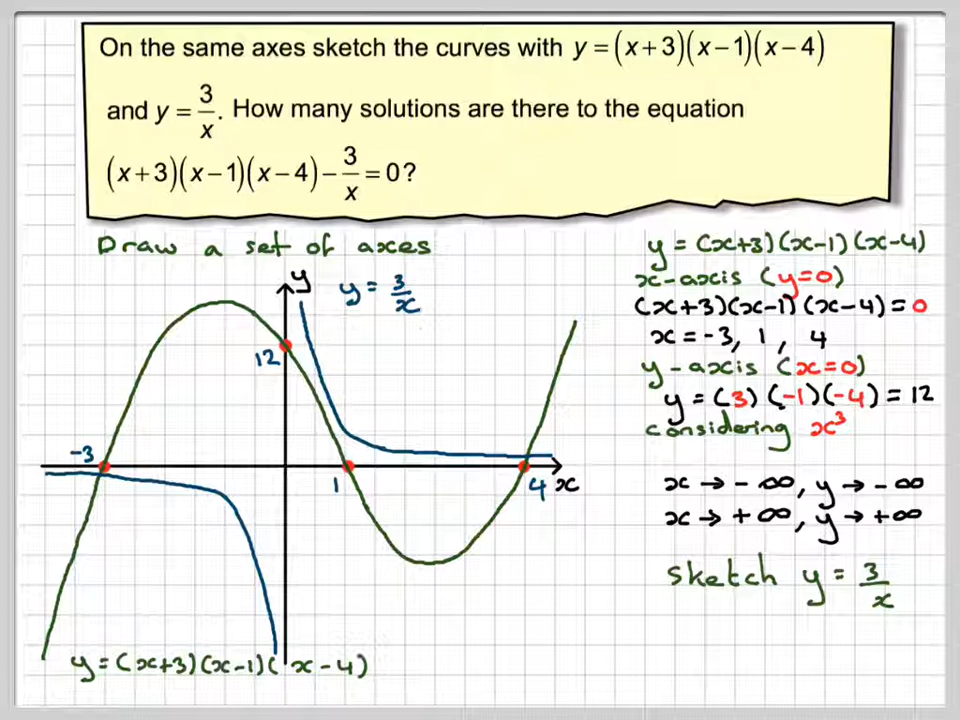 On the same axes sketch the curves with y = (x+3)(x−1)(x−4)
and y = 3/x. How many solutions are there to the equation
(x+3)(x−1)(x−4) − 3/x = 0?
Draw a set of axes
y
y = 3/x
12
-3
1
4
x
y = (x+3)(x-1)(x-4)
y = (x+3)(x-1)(x-4)
x-axis (y=0)
(x+3)(x-1)(x-4) = 0
x = -3, 1, 4
y-axis (x=0)
y = (3)(-1)(-4) = 12
considering x³
x → -∞, y → -∞
x → +∞, y → +∞
sketch y = 3/x